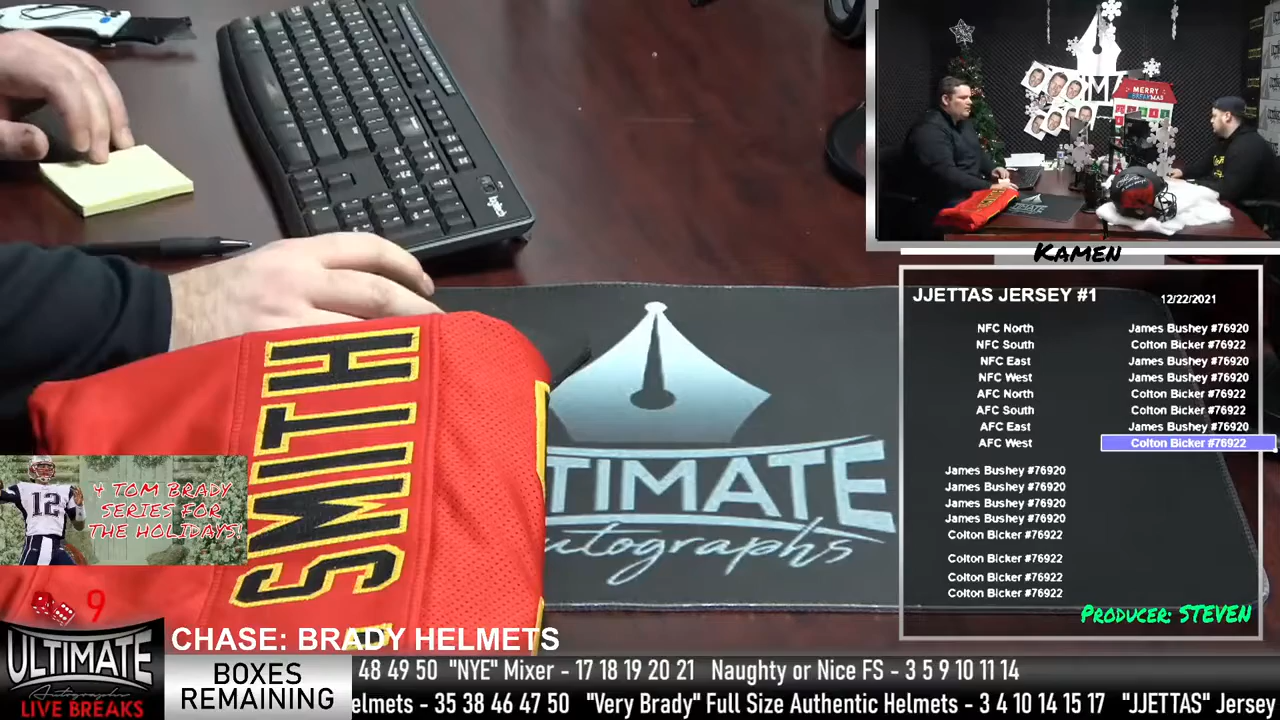 MERRY
BREAKMAS
KAMEN
JJETTAS JERSEY #1
12/22/2021
NFC North James Bushey #76920
NFC South Colton Bicker #76922
NFC East James Bushey #76920
NFC West James Bushey #76920
AFC North Colton Bicker #76922
AFC South Colton Bicker #76922
AFC East James Bushey #76920
AFC West Colton Bicker #76922
James Bushey #76920
James Bushey #76920
James Bushey #76920
James Bushey #76920
Colton Bicker #76922
Colton Bicker #76922
Colton Bicker #76922
Colton Bicker #76922
PRODUCER: STEVEN
SMITH
TIMATE
utographs
12
4 TOM BRADY
SERIES FOR
THE HOLIDAYS!
9
ULTIMATE
Autographs
LIVE BREAKS
CHASE: BRADY HELMETS
BOXES
REMAINING
48 49 50 "NYE" Mixer - 17 18 19 20 21 Naughty or Nice FS - 3 5 9 10 11 14
elmets - 35 38 46 47 50 "Very Brady" Full Size Authentic Helmets - 3 4 10 14 15 17 "JJETTAS" Jersey